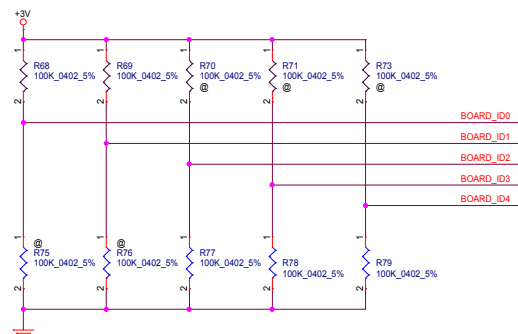 +3V
1 1 1 1 1
R68 R69 R70 R71 R73
100K_0402_5% 100K_0402_5% 100K_0402_5% 100K_0402_5% 100K_0402_5%
@ @ @
2 2 2 2 2
BOARD_ID0
BOARD_ID1
BOARD_ID2
BOARD_ID3
BOARD_ID4
1 1 1 1 1
@ @
R75 R76 R77 R78 R79
100K_0402_5% 100K_0402_5% 100K_0402_5% 100K_0402_5% 100K_0402_5%
2 2 2 2 2